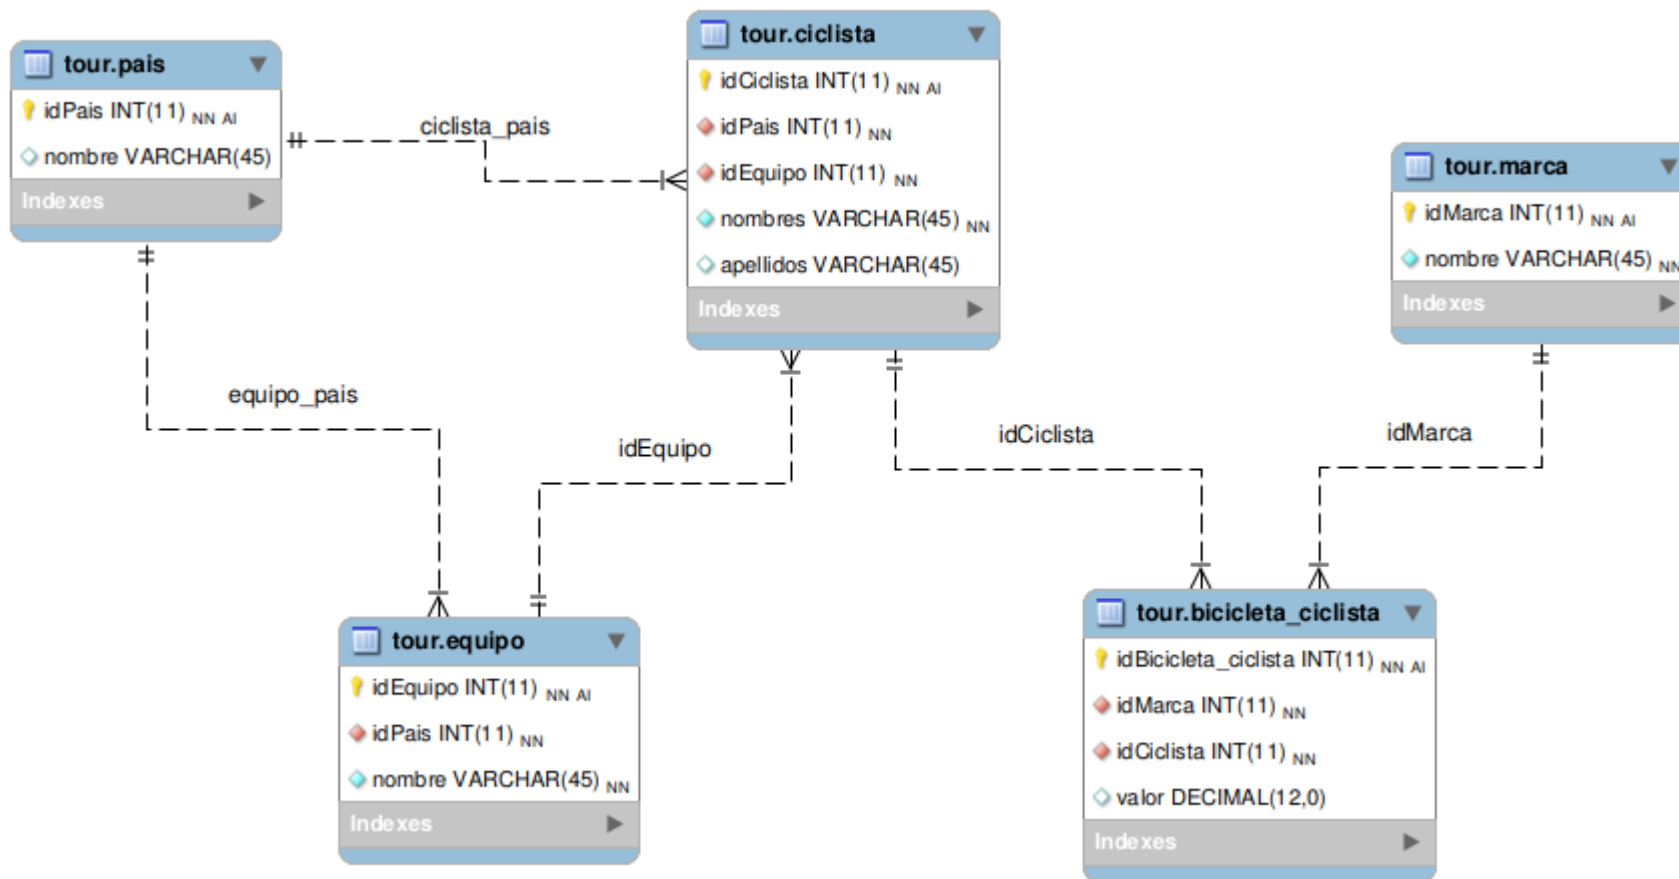 tour.pais
idPais INT(11) NN AI
nombre VARCHAR(45)
Indexes
ciclista_pais
tour.ciclista
idCiclista INT(11) NN AI
idPais INT(11) NN
idEquipo INT(11) NN
nombres VARCHAR(45) NN
apellidos VARCHAR(45)
Indexes
tour.marca
idMarca INT(11) NN AI
nombre VARCHAR(45) NN
Indexes
equipo_pais
idEquipo
idCiclista
idMarca
tour.equipo
idEquipo INT(11) NN AI
idPais INT(11) NN
nombre VARCHAR(45) NN
Indexes
tour.bicicleta_ciclista
idBicicleta_ciclista INT(11) NN AI
idMarca INT(11) NN
idCiclista INT(11) NN
valor DECIMAL(12,0)
Indexes